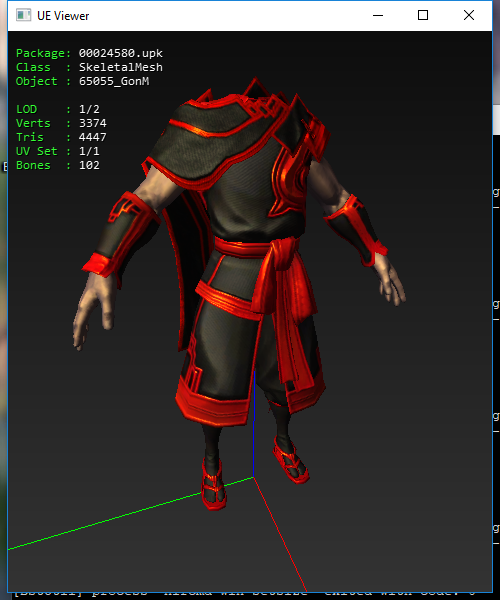 UE Viewer
Package: 00024580.upk
Class : SkeletalMesh
Object : 65055_GonM
LOD : 1/2
Verts : 3374
Tris : 4447
UV Set : 1/1
Bones : 102